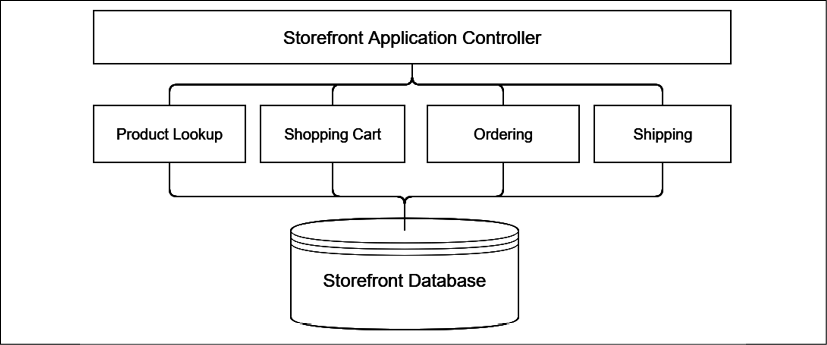 Storefront Application Controller
Product Lookup
Shopping Cart
Ordering
Shipping
Storefront Database